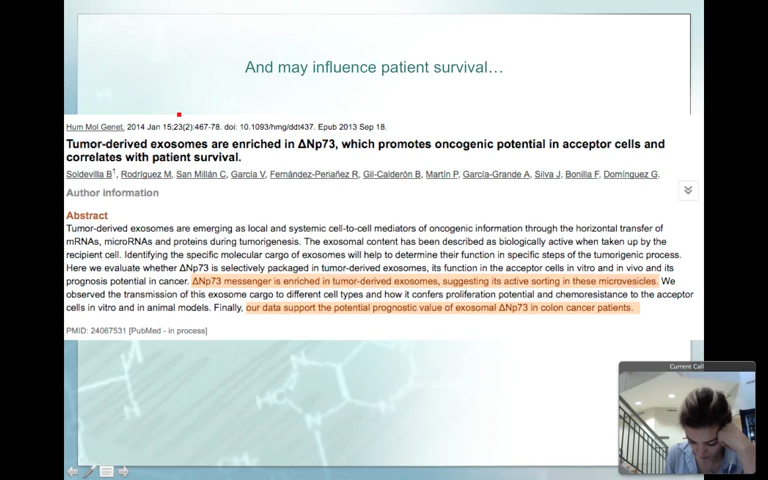 And may influence patient survival…
Hum Mol Genet. 2014 Jan 15;23(2):467-78. doi: 10.1093/hmg/ddt437. Epub 2013 Sep 18.
Tumor-derived exosomes are enriched in ΔNp73, which promotes oncogenic potential in acceptor cells and
correlates with patient survival.
Soldevilla B1, Rodríguez M, San Millán C, García V, Fernández-Periañez R, Gil-Calderón B, Martín P, García-Grande A, Silva J, Bonilla F, Domínguez G.
Author information
Abstract
Tumor-derived exosomes are emerging as local and systemic cell-to-cell mediators of oncogenic information through the horizontal transfer of
mRNAs, microRNAs and proteins during tumorigenesis. The exosomal content has been described as biologically active when taken up by the
recipient cell. Identifying the specific molecular cargo of exosomes will help to determine their function in specific steps of the tumorigenic process.
Here we evaluate whether ΔNp73 is selectively packaged in tumor-derived exosomes, its function in the acceptor cells in vitro and in vivo and its
prognosis potential in cancer. ΔNp73 messenger is enriched in tumor-derived exosomes, suggesting its active sorting in these microvesicles. We
observed the transmission of this exosome cargo to different cell types and how it confers proliferation potential and chemoresistance to the acceptor
cells in vitro and in animal models. Finally, our data support the potential prognostic value of exosomal ΔNp73 in colon cancer patients.
PMID: 24067531 [PubMed - in process]
Current Call